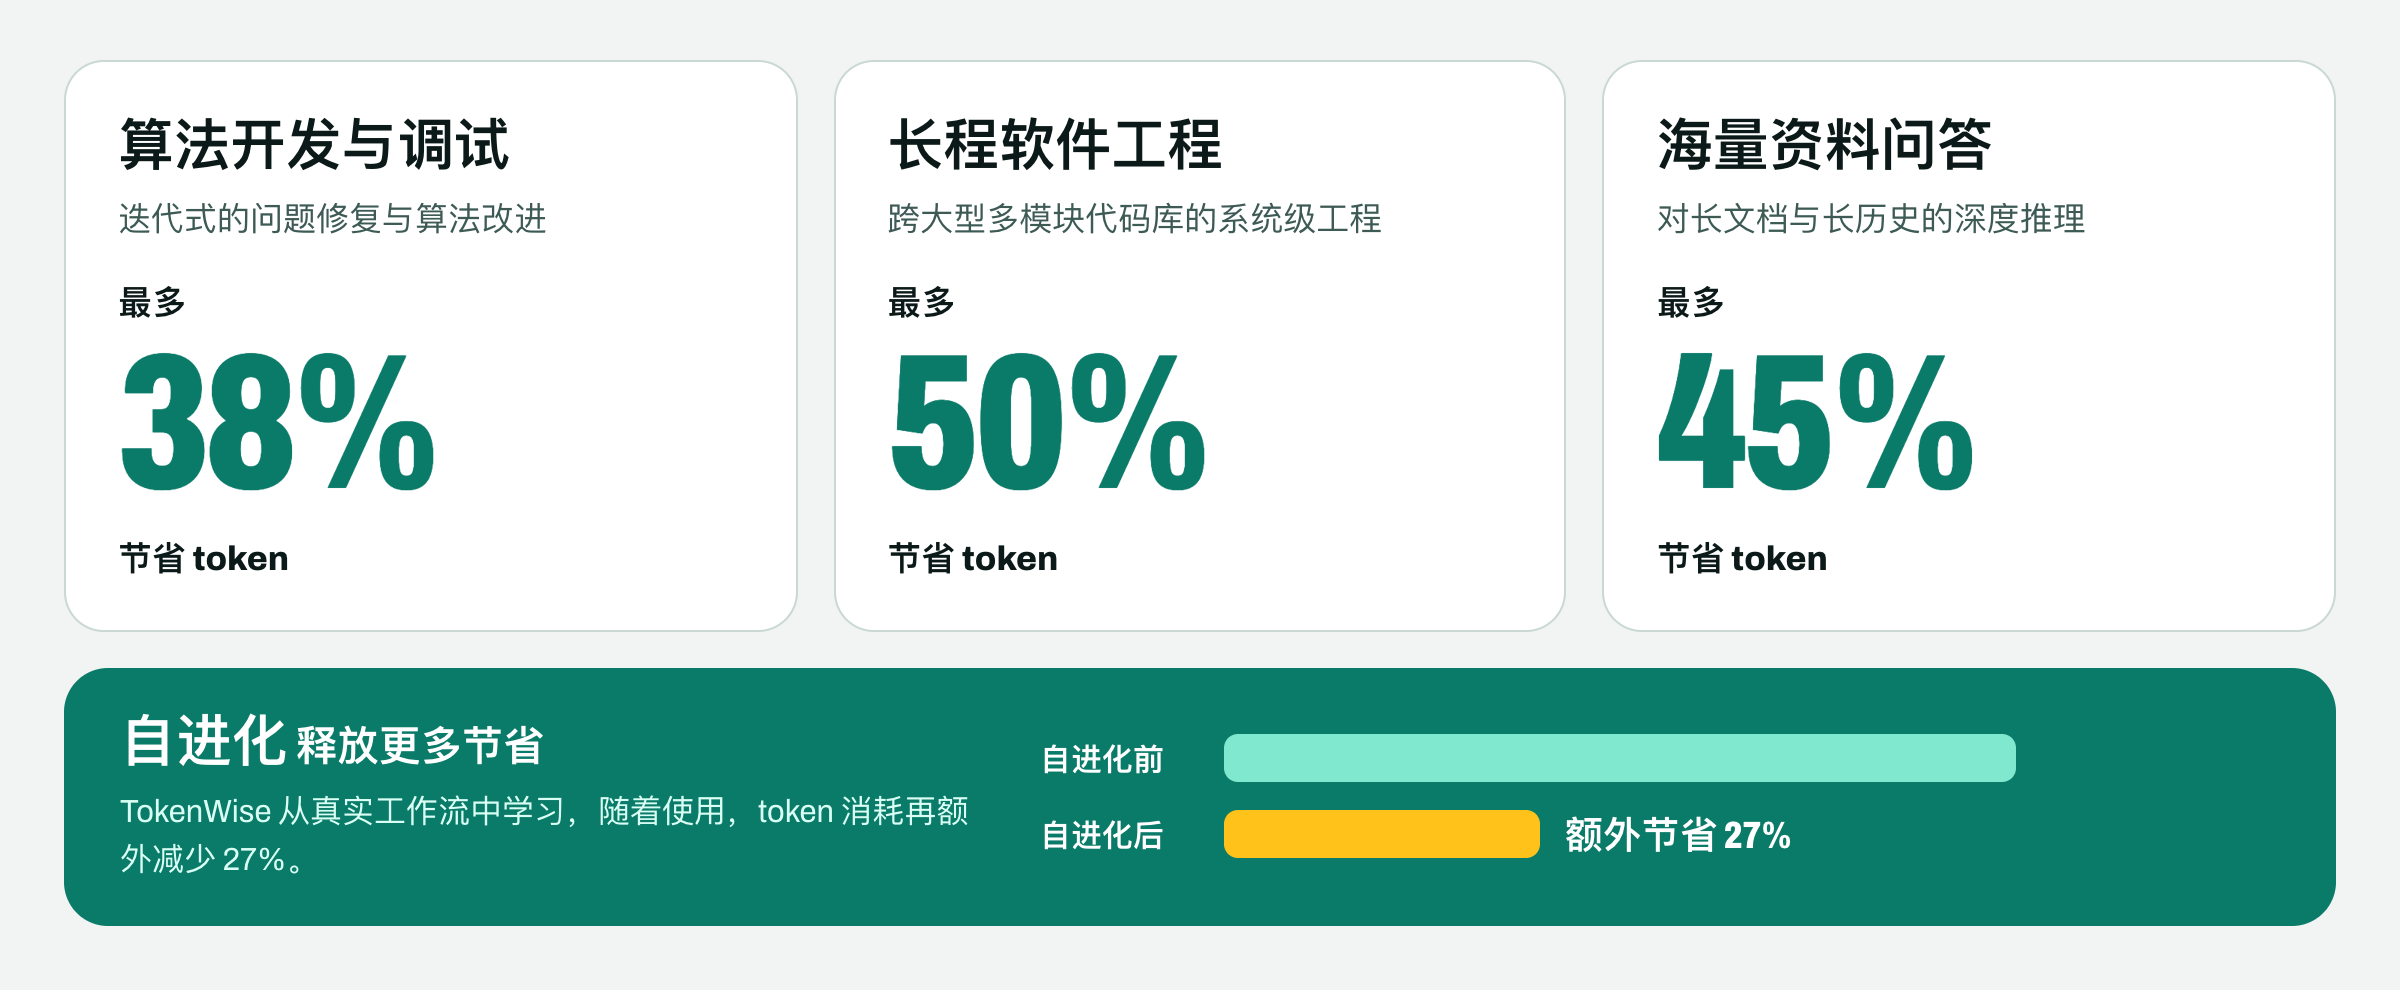 算法开发与调试
迭代式的问题修复与算法改进
最多
38%
节省 token
长程软件工程
跨大型多模块代码库的系统级工程
最多
50%
节省 token
海量资料问答
对长文档与长历史的深度推理
最多
45%
节省 token
自进化 释放更多节省
TokenWise 从真实工作流中学习，随着使用，token 消耗再额
外减少 27%。
自进化前
自进化后
额外节省 27%